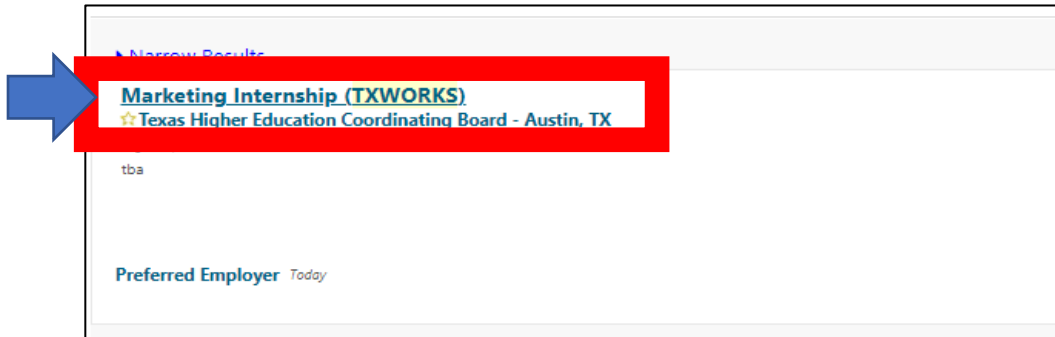 Narrow Results
Marketing Internship (TXWORKS)
Texas Higher Education Coordinating Board - Austin, TX
tba
Preferred Employer Today